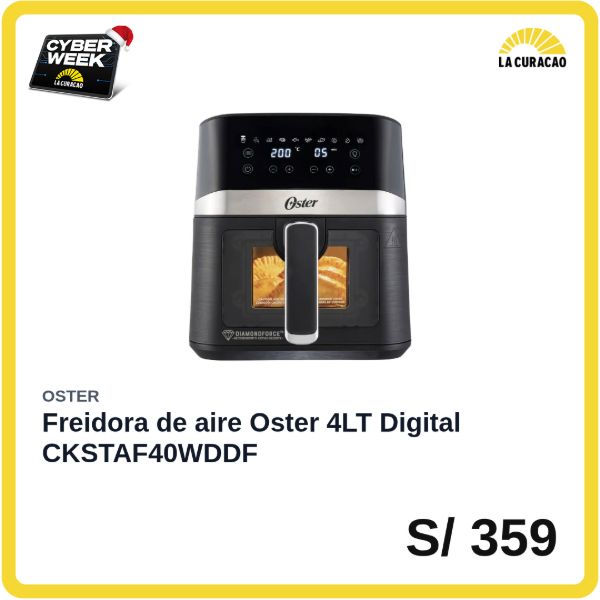 CYBER
WEEK
LA CURACAO
LA CURACAO
200 °C 05
Oster
DIAMONDFORCE
OSTER
Freidora de aire Oster 4LT Digital
CKSTAF40WDDF
S/ 359